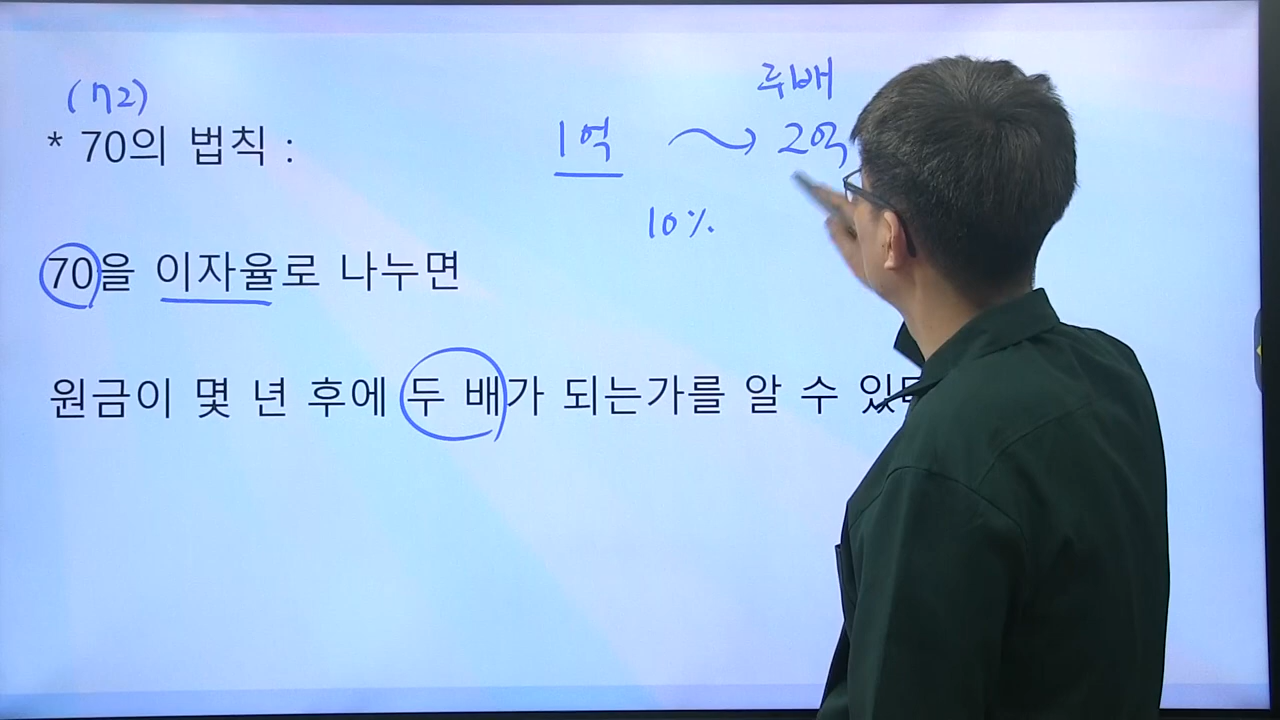 (72)
* 70의 법칙 :
두배
1억 2억
10%
70을 이자율로 나누면
원금이 몇 년 후에 두 배가 되는가를 알 수